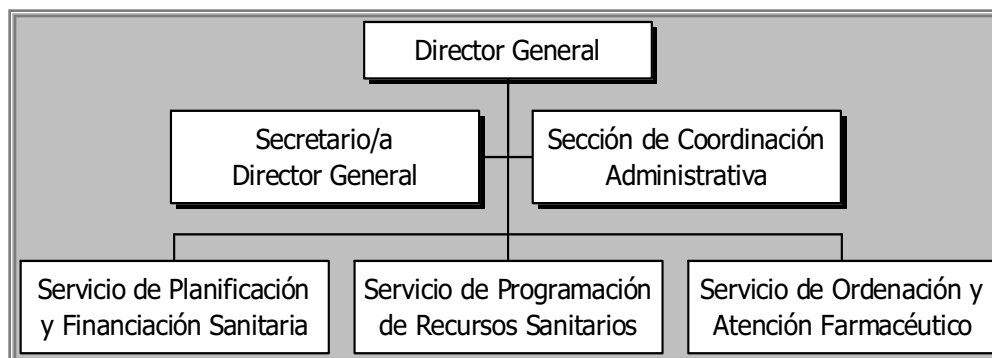 Director General
Secretario/a
Director General
Sección de Coordinación
Administrativa
Servicio de Planificación
y Financiación Sanitaria
Servicio de Programación
de Recursos Sanitarios
Servicio de Ordenación y
Atención Farmacéutico